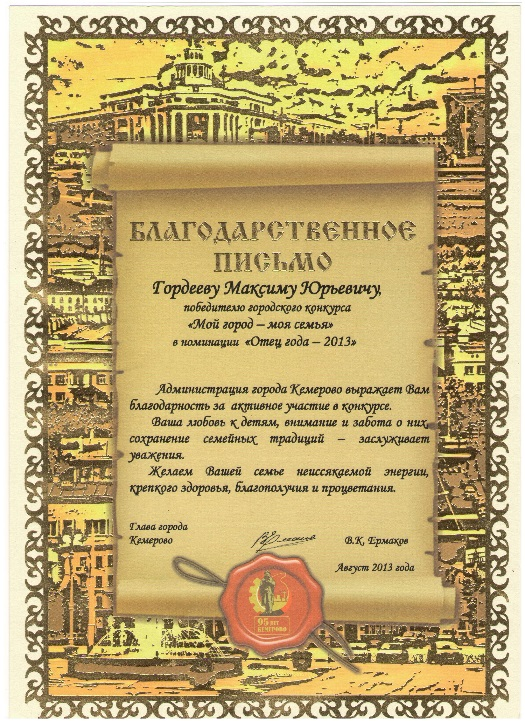 БЛАГОДАРСТВЕННОЕ
ПИСЬМО
Гордееву Максиму Юрьевичу,
победителю городского конкурса
«Мой город – моя семья»
в номинации «Отец года – 2013»
Администрация города Кемерово выражает Вам
благодарность за активное участие в конкурсе.
Ваша любовь к детям, внимание и забота о них,
сохранение семейных традиций – заслуживает
уважения.
Желаем Вашей семье неиссякаемой энергии,
крепкого здоровья, благополучия и процветания.
Глава города
Кемерово
В.К. Ермаков
Август 2013 года
95 лет
КЕМЕРОВО